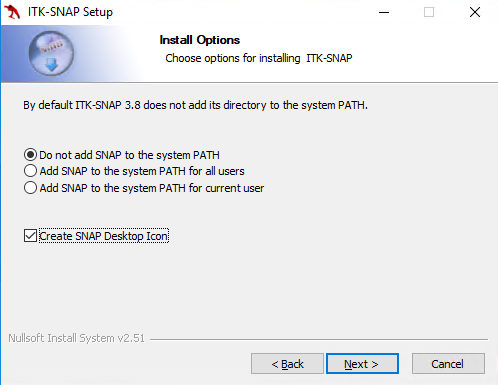 ITK-SNAP Setup
Install Options
Choose options for installing ITK-SNAP
By default ITK-SNAP 3.8 does not add its directory to the system PATH.
Do not add SNAP to the system PATH
Add SNAP to the system PATH for all users
Add SNAP to the system PATH for current user
Create SNAP Desktop Icon
Nullsoft Install System v2.51
< Back
Next >
Cancel